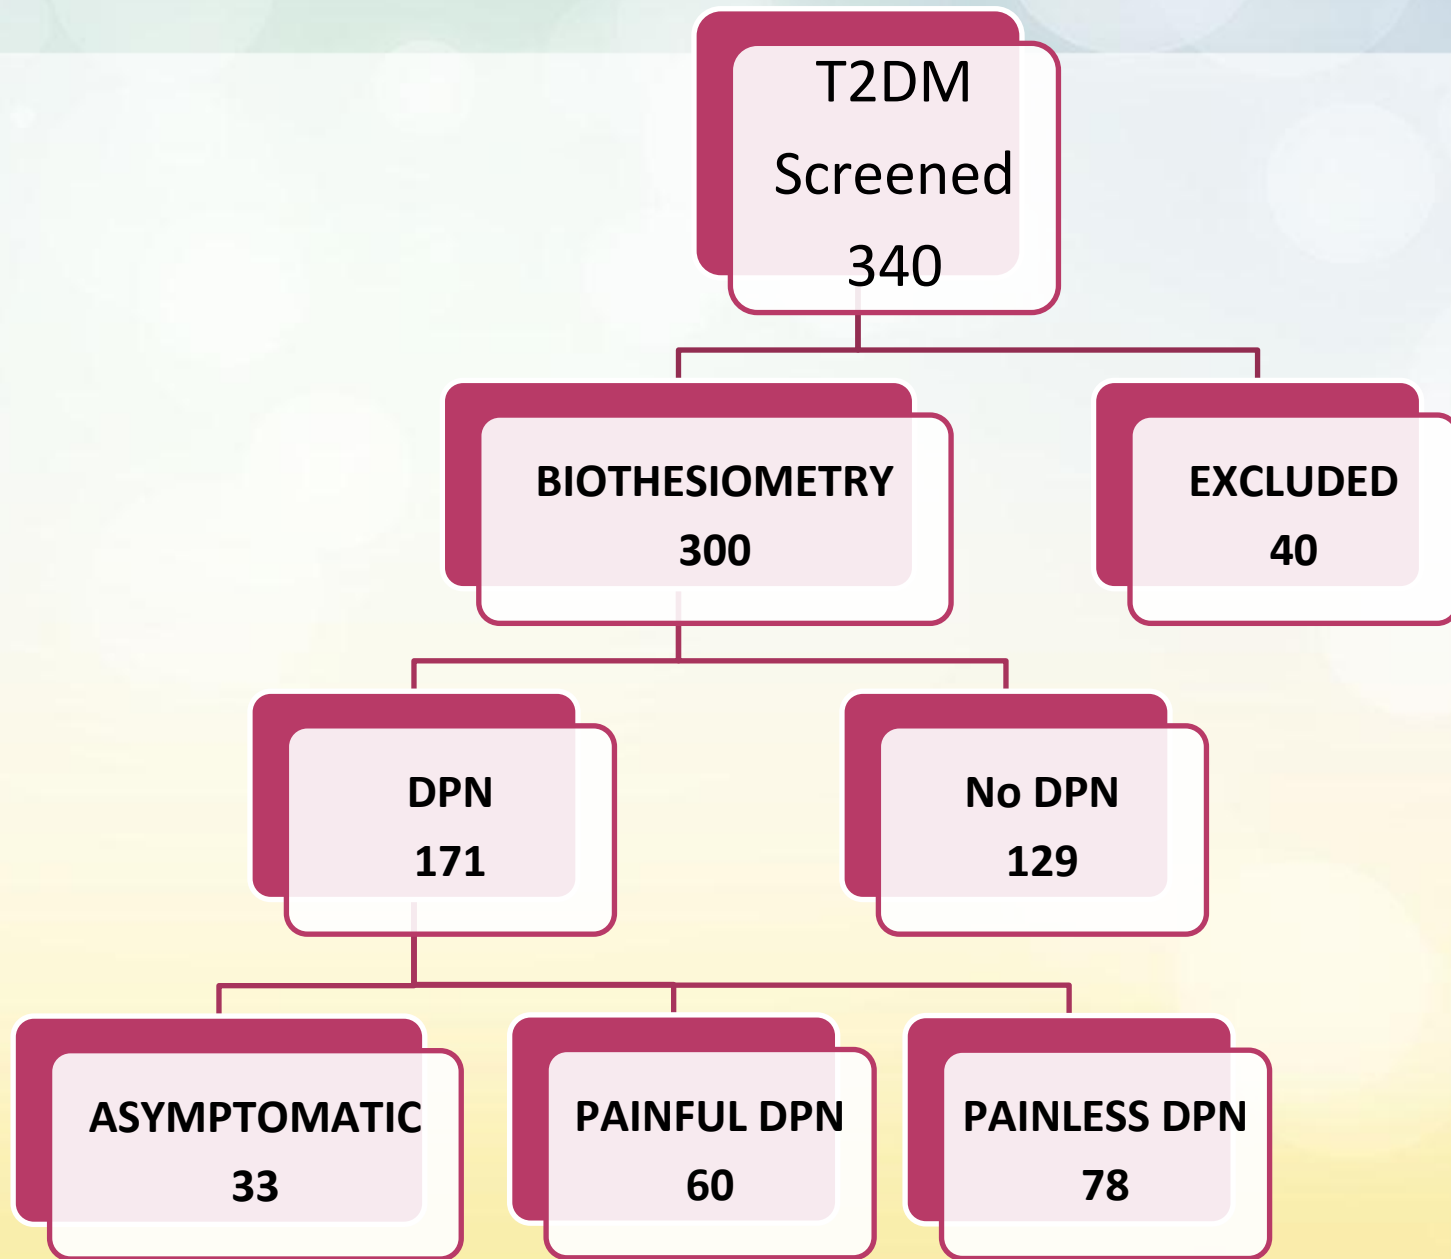 T2DM
Screened
340
BIOTHESIOMETRY
300
EXCLUDED
40
DPN
171
No DPN
129
ASYMPTOMATIC
33
PAINFUL DPN
60
PAINLESS DPN
78